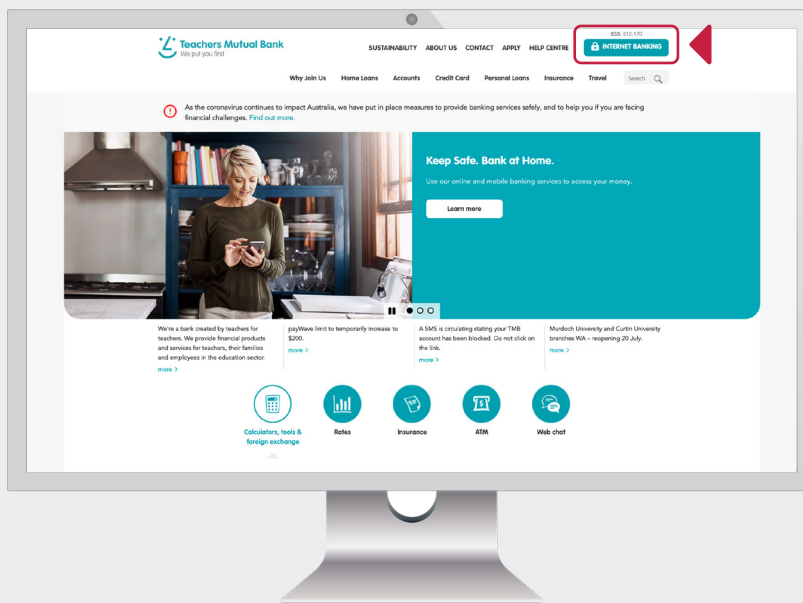 BSB: 812-170
Teachers Mutual Bank
We put you first
SUSTAINABILITY ABOUT US CONTACT APPLY HELP CENTRE
INTERNET BANKING
Why Join Us Home Loans Accounts Credit Card Personal Loans Insurance Travel Search
As the coronavirus continues to impact Australia, we have put in place measures to provide banking services safely, and to help you if you are facing
financial challenges. Find out more.
Keep Safe. Bank at Home.
Use our online and mobile banking services to access your money.
Learn more
We're a bank created by teachers for
teachers. We provide financial products
and services for teachers, their families
and employees in the education sector.
more >
payWave limit to temporarily increase to
$200.
more >
A SMS is circulating stating your TMB
account has been blocked. Do not click on
the link.
more >
Murdoch University and Curtin University
branches WA – reopening 20 July.
more >
Calculators, tools &
foreign exchange
Rates
Insurance
ATM
Web chat